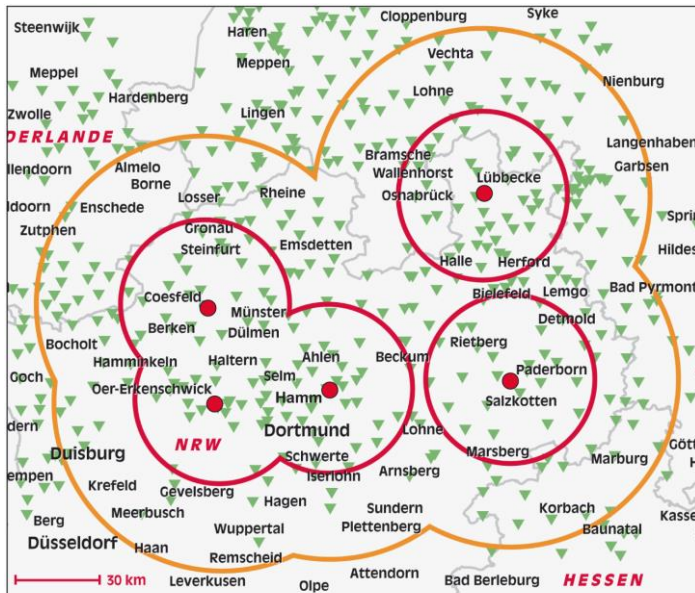 Cloppenburg
Syke
Steenwijk
Haren
Vechta
Meppen
Meppel
Nienburg
Lohne
Hardenberg
Zwolle
Lingen
DERLANDE
Langenhaben
Bramsche
Almelo
Garbsen
llendoorn
Wallenhorst
Lübbecke
Borne
Rheine
Osnabrück
Losser
ldoorn
Enschede
Sprin
Gronau
Zutphen
Emsdetten
Steinfurt
Hildes
Halle
Herford
Bad Pyrmont
Coesfeld
Bielefeld
Lemgo
Münster
Detmold
Berken
Dülmen
Bocholt
Rietberg
Ahlen
Beckum
Hamminkeln
Haltern
Paderborn
Goch
Selm
Oer-Erkenschwick
Hamm
Salzkotten
dern
Dortmund
Lohne
NRW
Gött
Duisburg
Schwerte
Marsberg
Marburg
empen
Iserlohn
Arnsberg
Krefeld
Gevelsberg
Hagen
Sundern
Korbach
Meerbusch
Kasse
Berg
Wuppertal
Plettenberg
Baunatal
Düsseldorf
Haan
Remscheid
Attendorn
30 km
Leverkusen
Olpe
Bad Berleburg
HESSEN